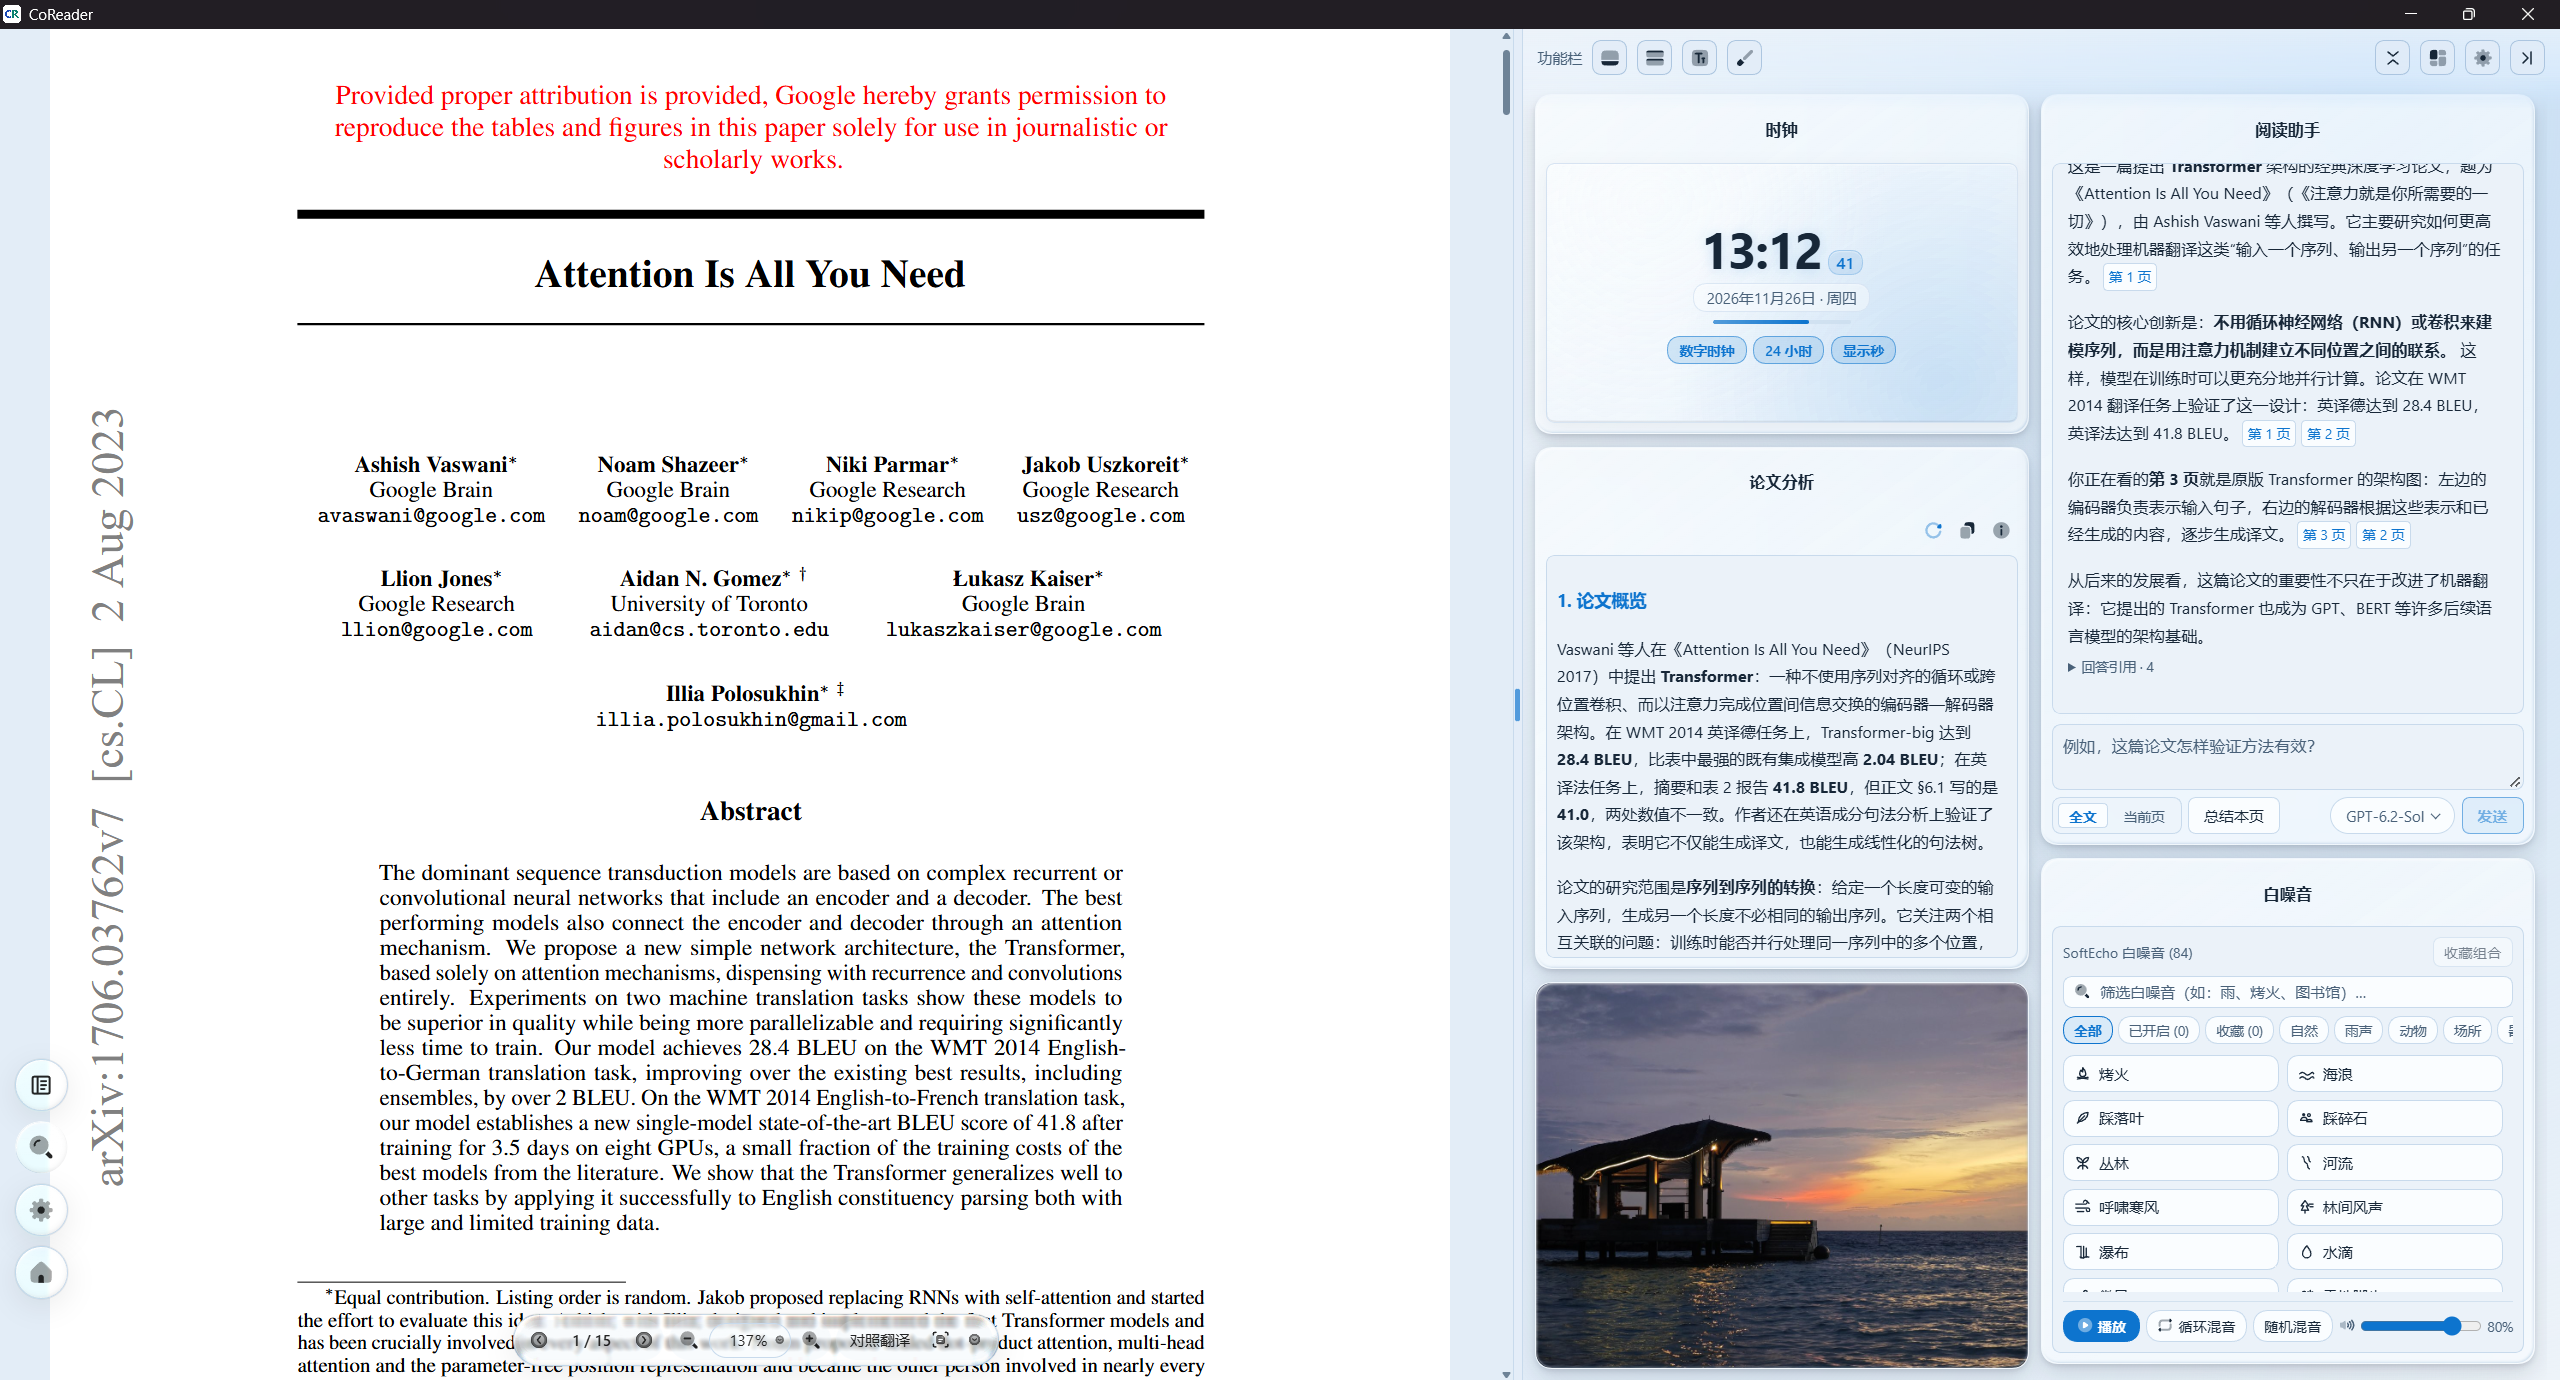 CR CoReader
Provided proper attribution is provided, Google hereby grants permission to
reproduce the tables and figures in this paper solely for use in journalistic or
scholarly works.
Attention Is All You Need
Ashish Vaswani*
Google Brain
avaswani@google.com
Noam Shazeer*
Google Brain
noam@google.com
Niki Parmar*
Google Research
nikip@google.com
Jakob Uszkoreit*
Google Research
usz@google.com
Llion Jones*
Google Research
llion@google.com
Aidan N. Gomez* †
University of Toronto
aidan@cs.toronto.edu
Łukasz Kaiser*
Google Brain
lukaszkaiser@google.com
Illia Polosukhin* ‡
illia.polosukhin@gmail.com
arXiv:1706.03762v7 [cs.CL] 2 Aug 2023
Abstract
The dominant sequence transduction models are based on complex recurrent or
convolutional neural networks that include an encoder and a decoder. The best
performing models also connect the encoder and decoder through an attention
mechanism. We propose a new simple network architecture, the Transformer,
based solely on attention mechanisms, dispensing with recurrence and convolutions
entirely. Experiments on two machine translation tasks show these models to
be superior in quality while being more parallelizable and requiring significantly
less time to train. Our model achieves 28.4 BLEU on the WMT 2014 English-
to-German translation task, improving over the existing best results, including
ensembles, by over 2 BLEU. On the WMT 2014 English-to-French translation task,
our model establishes a new single-model state-of-the-art BLEU score of 41.8 after
training for 3.5 days on eight GPUs, a small fraction of the training costs of the
best models from the literature. We show that the Transformer generalizes well to
other tasks by applying it successfully to English constituency parsing both with
large and limited training data.
*Equal contribution. Listing order is random. Jakob proposed replacing RNNs with self-attention and started
the effort to evaluate this Transformer models and
has been crucially involved attention, multi-head
attention and the parameter-free position representation and became the other person involved in nearly every
1 / 15
137%
对照翻译
功能栏
时钟
13:12 41
2026年11月26日 · 周四
数字时钟
24 小时
显示秒
论文分析
1. 论文概览
Vaswani 等人在《Attention Is All You Need》（NeurIPS
2017）中提出 Transformer：一种不使用序列对齐的循环或跨
位置卷积、而以注意力完成位置间信息交换的编码器—解码器
架构。在 WMT 2014 英译德任务上，Transformer-big 达到
28.4 BLEU，比表中最强的既有集成模型高 2.04 BLEU；在英
译法任务上，摘要和表 2 报告 41.8 BLEU，但正文 §6.1 写的是
41.0，两处数值不一致。作者还在英语成分句法分析上验证了
该架构，表明它不仅能生成译文，也能生成线性化的句法树。
论文的研究范围是序列到序列的转换：给定一个长度可变的输
入序列，生成另一个长度不必相同的输出序列。它关注两个相
互关联的问题：训练时能否并行处理同一序列中的多个位置，
阅读助手
这是一篇提出 Transformer 架构的经典深度学习论文，题为
《Attention Is All You Need》（《注意力就是你所需要的一
切》），由 Ashish Vaswani 等人撰写。它主要研究如何更高
效地处理机器翻译这类“输入一个序列、输出另一个序列”的任
务。 第 1 页
论文的核心创新是：不用循环神经网络（RNN）或卷积来建
模序列，而是用注意力机制建立不同位置之间的联系。 这
样，模型在训练时可以更充分地并行计算。论文在 WMT
2014 翻译任务上验证了这一设计：英译德达到 28.4 BLEU，
英译法达到 41.8 BLEU。 第 1 页 第 2 页
你正在看的第 3 页就是原版 Transformer 的架构图：左边的
编码器负责表示输入句子，右边的解码器根据这些表示和已
经生成的内容，逐步生成译文。 第 3 页 第 2 页
从后来的发展看，这篇论文的重要性不只在于改进了机器翻
译：它提出的 Transformer 也成为 GPT、BERT 等许多后续语
言模型的架构基础。
回答引用 · 4
例如，这篇论文怎样验证方法有效？
全文
当前页
总结本页
GPT-6.2-Sol
发送
白噪音
SoftEcho 白噪音 (84)
收藏组合
筛选白噪音（如：雨、烤火、图书馆）...
全部
已开启 (0)
收藏 (0)
自然
雨声
动物
场所
烤火
海浪
踩落叶
踩碎石
丛林
河流
呼啸寒风
林间风声
瀑布
水滴
播放
循环混音
随机混音
80%